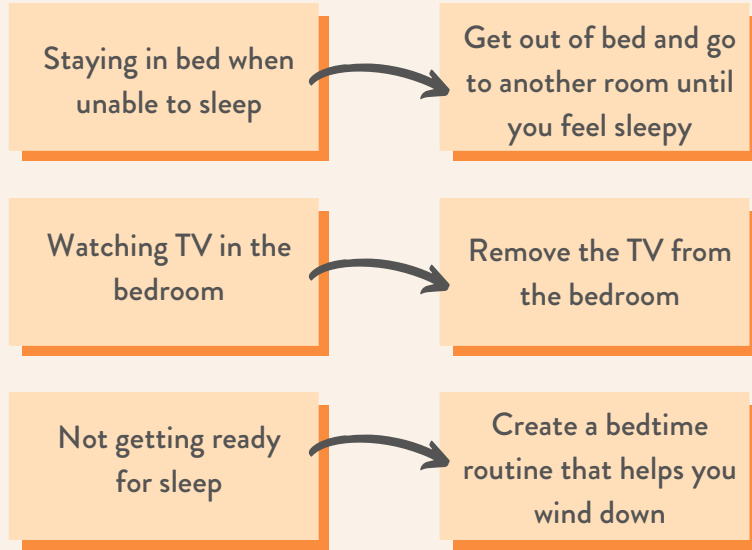 Staying in bed when
unable to sleep
Get out of bed and go
to another room until
you feel sleepy
Watching TV in the
bedroom
Remove the TV from
the bedroom
Not getting ready
for sleep
Create a bedtime
routine that helps you
wind down